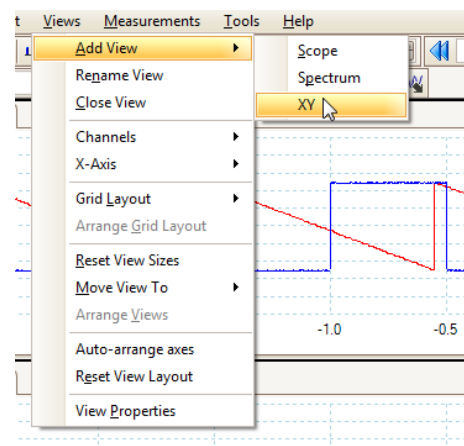 t Views Measurements Tools Help
Add View
Scope
Rename View
Spectrum
Close View
XY
Channels
X-Axis
Grid Layout
Arrange Grid Layout
Reset View Sizes
Move View To
Arrange Views
-1.0 -0.5
Auto-arrange axes
Reset View Layout
View Properties